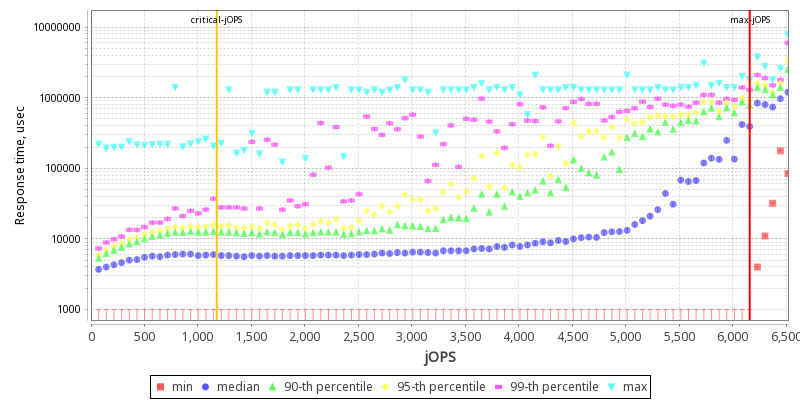 critical-jOPS
max-jOPS
10000000
1000000
100000
10000
1000
Response time, usec
0 500 1,000 1,500 2,000 2,500 3,000 3,500 4,000 4,500 5,000 5,500 6,000 6,500
jOPS
min median 90-th percentile 95-th percentile 99-th percentile max